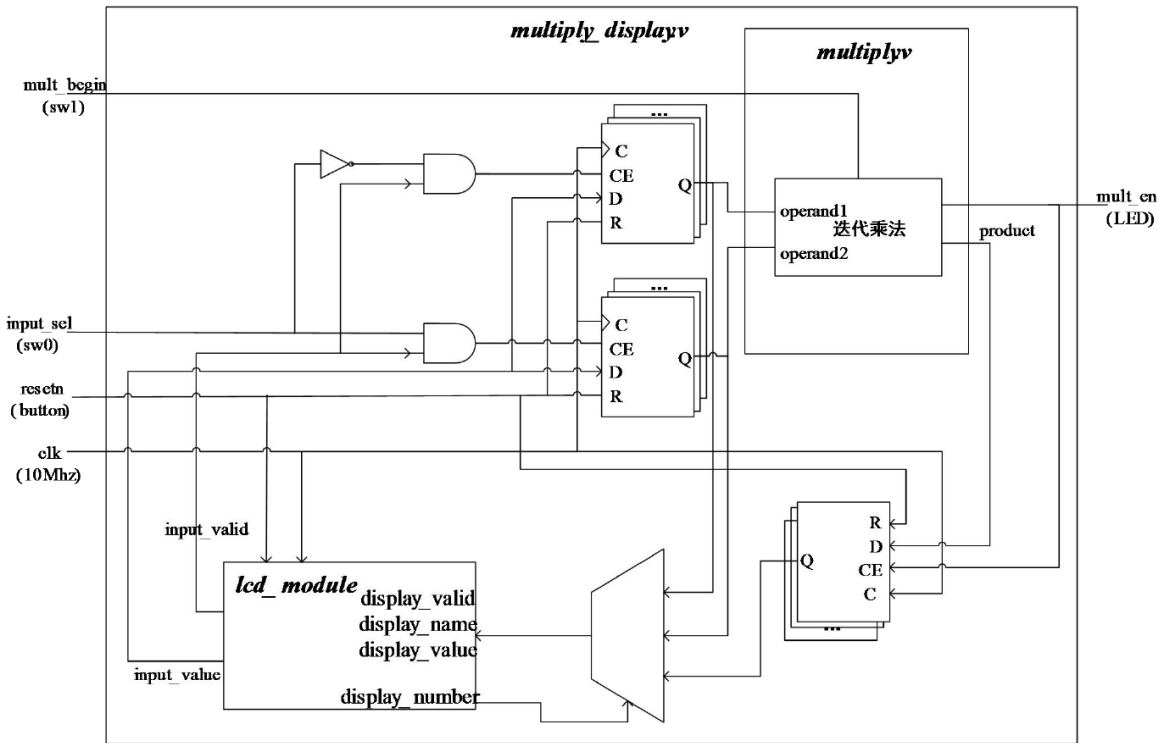 multiply_display.v
multiply.v
mult_begin
(sw1)
...
C
CE
D
R
Q
operand1
operand2
迭代乘法
mult_en
(LED)
product
input_sel
(sw0)
...
C
CE
D
R
Q
resetn
(button)
clk
(10Mhz)
input_valid
R
D
CE
C
Q
...
lcd_module
display_valid
display_name
display_value
display_number
input_value